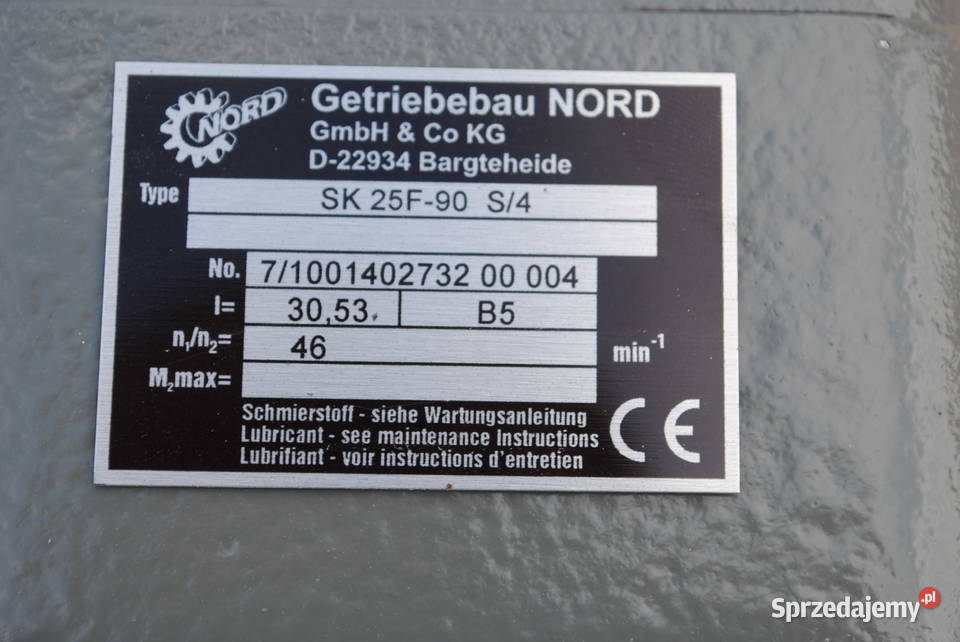 NORD
Getriebebau NORD
GmbH & Co KG
D-22934 Bargteheide
Type SK 25F-90 S/4
No. 7/1001402732 00 004
I= 30,53 B5
n₁/n₂= 46 min⁻¹
M₂max=
Schmierstoff - siehe Wartungsanleitung
Lubricant - see maintenance Instructions
Lubrifiant - voir instructions d'entretien
CE
Sprzedajemy.pl